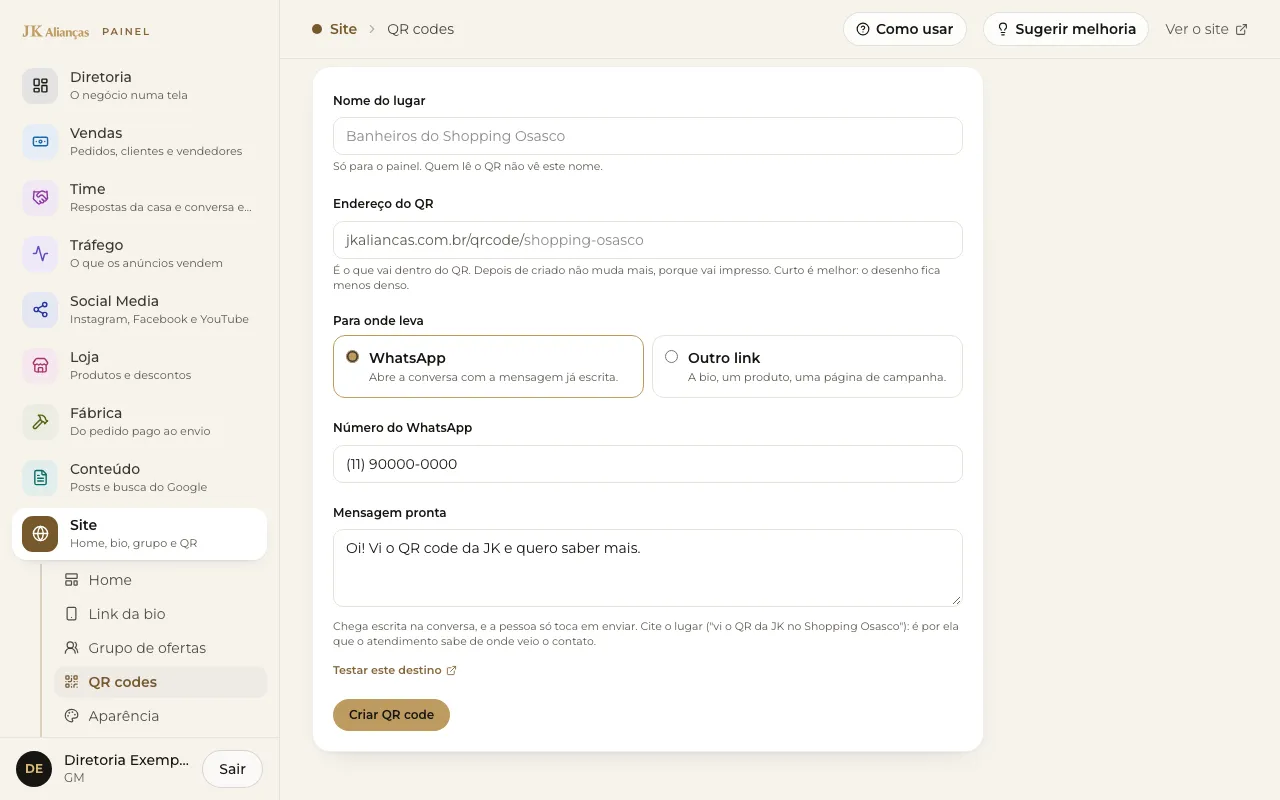 JK Alianças PAINEL
Diretoria
O negócio numa tela
Vendas
Pedidos, clientes e vendedores
Time
Respostas da casa e conversa e...
Tráfego
O que os anúncios vendem
Social Media
Instagram, Facebook e YouTube
Loja
Produtos e descontos
Fábrica
Do pedido pago ao envio
Conteúdo
Posts e busca do Google
Site
Home, bio, grupo e QR
Home
Link da bio
Grupo de ofertas
QR codes
Aparência
DE
Diretoria Exemp...
GM
Sair
Site
QR codes
Como usar
Sugerir melhoria
Ver o site
Nome do lugar
Banheiros do Shopping Osasco
Só para o painel. Quem lê o QR não vê este nome.
Endereço do QR
jkaliancas.com.br/qrcode/shopping-osasco
É o que vai dentro do QR. Depois de criado não muda mais, porque vai impresso. Curto é melhor: o desenho fica
menos denso.
Para onde leva
WhatsApp
Abre a conversa com a mensagem já escrita.
Outro link
A bio, um produto, uma página de campanha.
Número do WhatsApp
(11) 90000-0000
Mensagem pronta
Oi! Vi o QR code da JK e quero saber mais.
Chega escrita na conversa, e a pessoa só toca em enviar. Cite o lugar ("vi o QR da JK no Shopping Osasco"): é por ela
que o atendimento sabe de onde veio o contato.
Testar este destino
Criar QR code